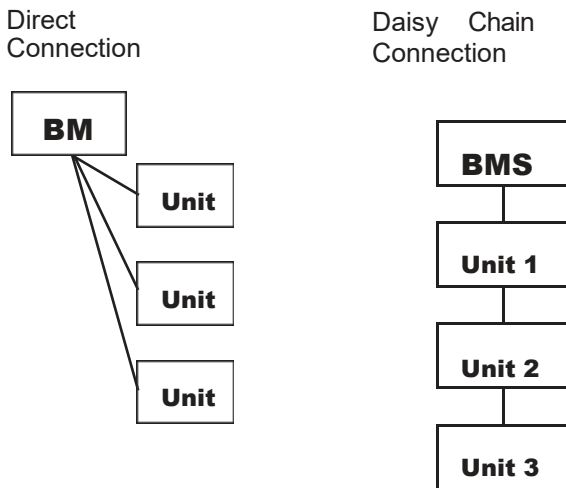 Direct
Connection
BM
Unit
Unit
Unit
Daisy Chain
Connection
BMS
Unit 1
Unit 2
Unit 3